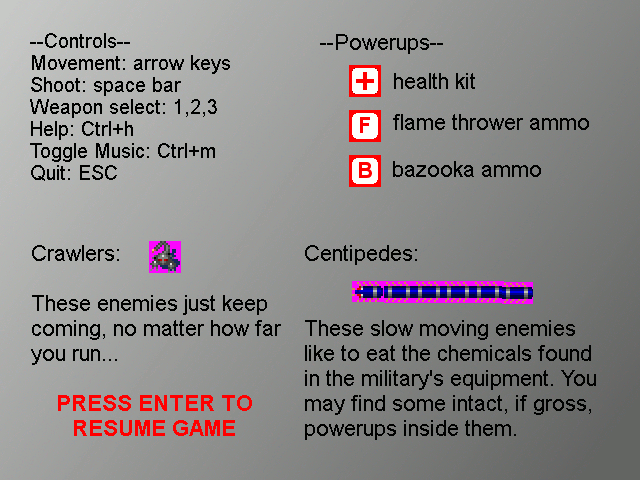 --Controls--
Movement: arrow keys
Shoot: space bar
Weapon select: 1,2,3
Help: Ctrl+h
Toggle Music: Ctrl+m
Quit: ESC
--Powerups--
health kit
F flame thrower ammo
B bazooka ammo
Crawlers:
These enemies just keep
coming, no matter how far
you run...
PRESS ENTER TO
RESUME GAME
Centipedes:
These slow moving enemies
like to eat the chemicals found
in the military's equipment. You
may find some intact, if gross,
powerups inside them.